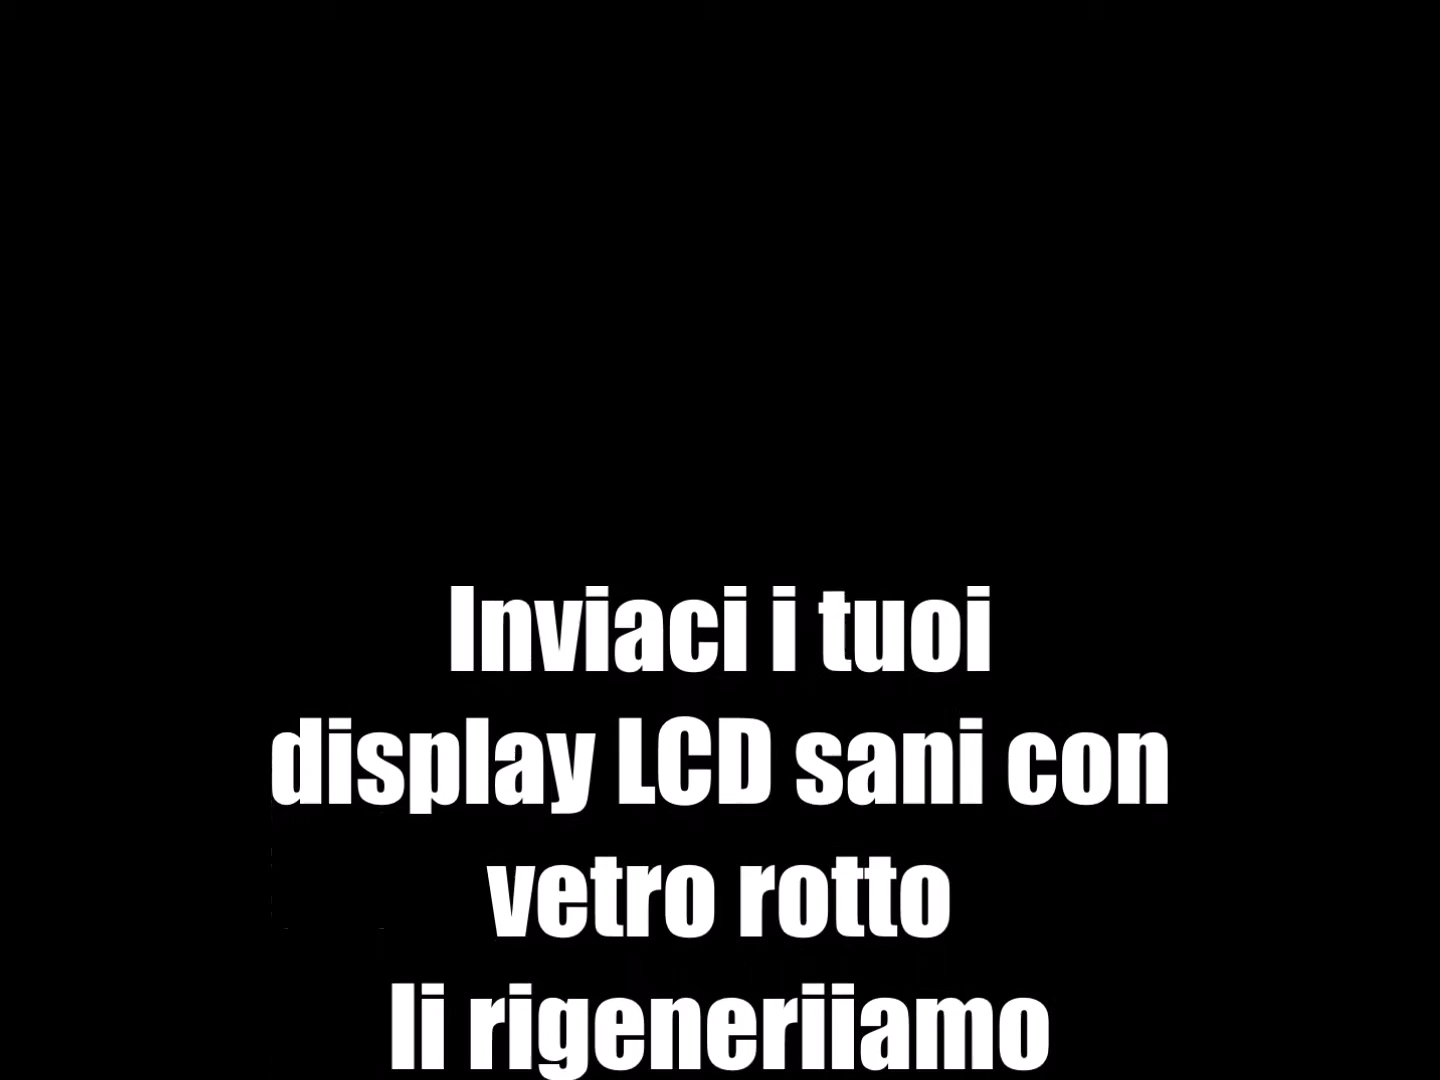 Inviaci i tuoi
display LCD sani con
vetro rotto
li rigeneriiamo